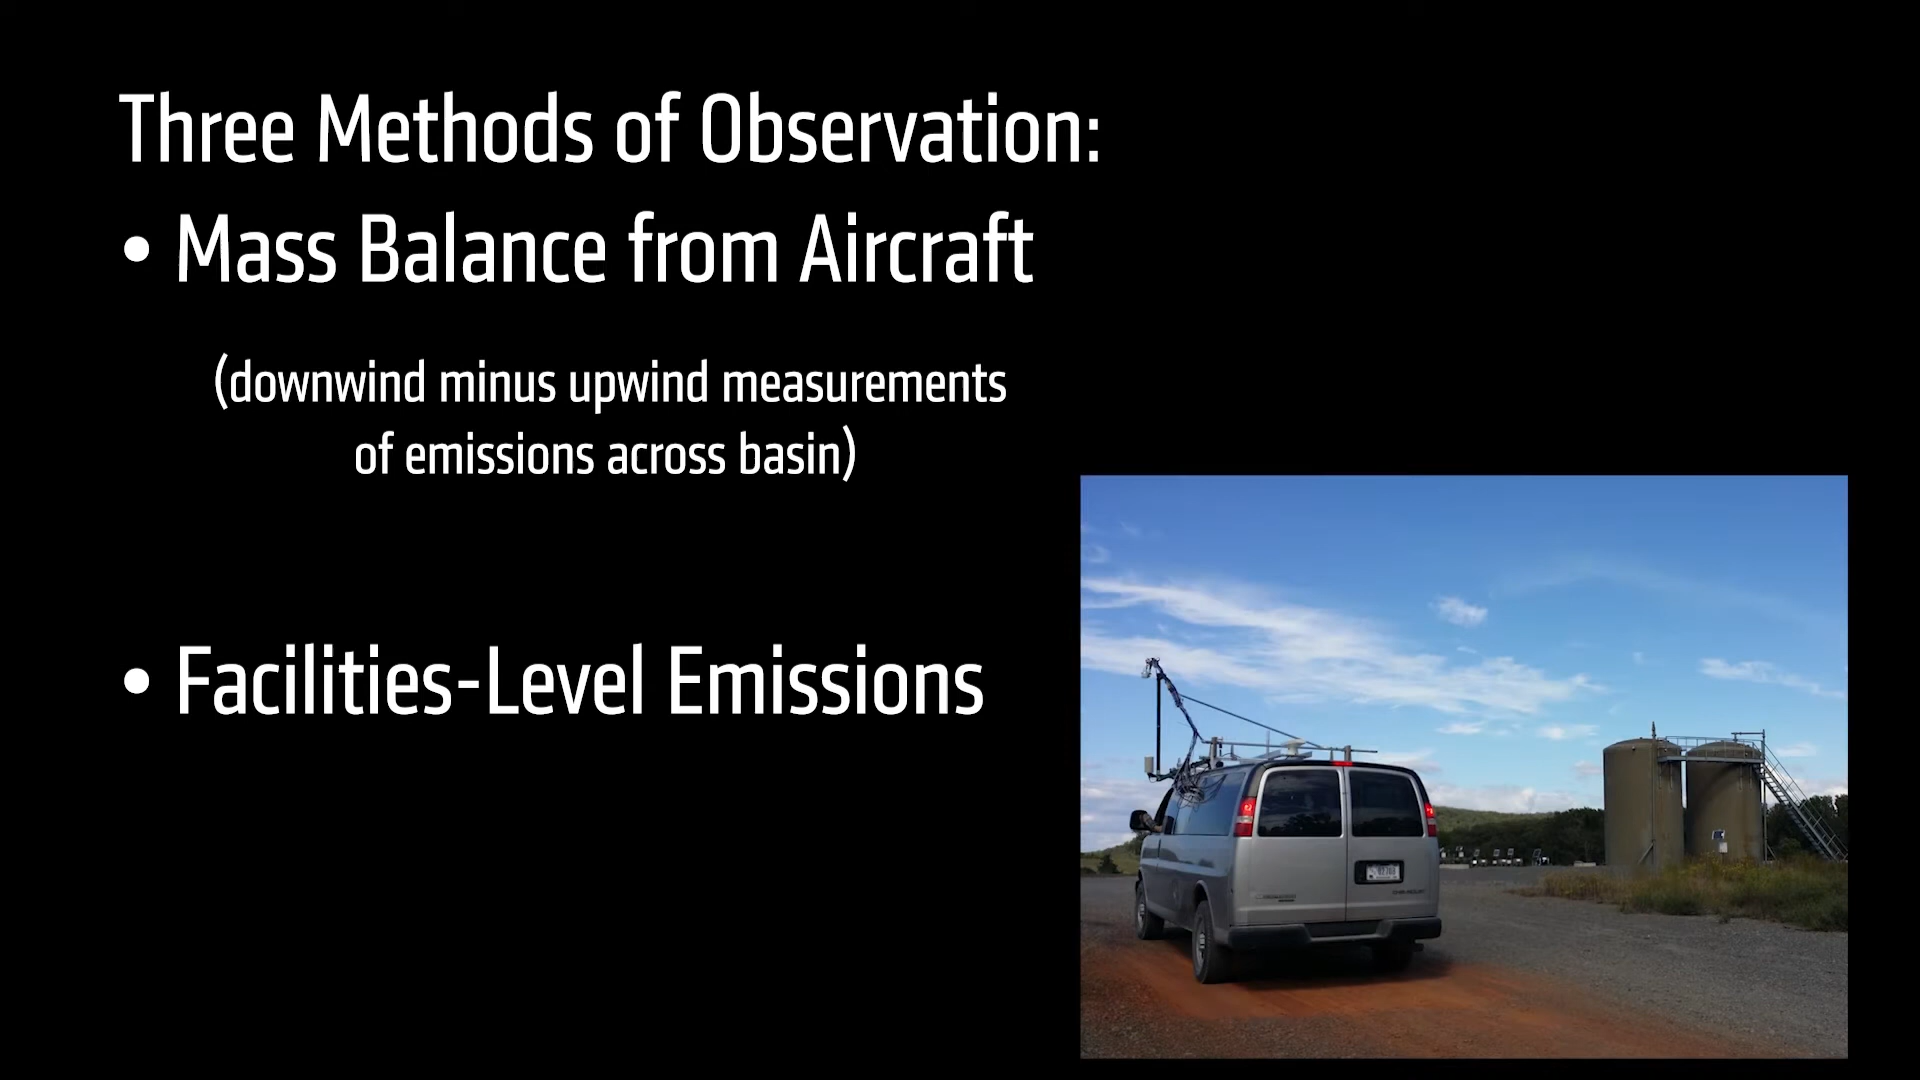 Three Methods of Observation:
• Mass Balance from Aircraft
(downwind minus upwind measurements
of emissions across basin)
• Facilities-Level Emissions
CHEVROLET